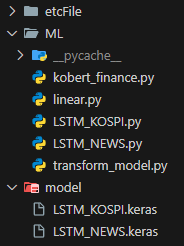 etcFile
ML
__pycache__
kobert_finance.py
linear.py
LSTM_KOSPI.py
LSTM_NEWS.py
transform_model.py
model
LSTM_KOSPI.keras
LSTM_NEWS.keras